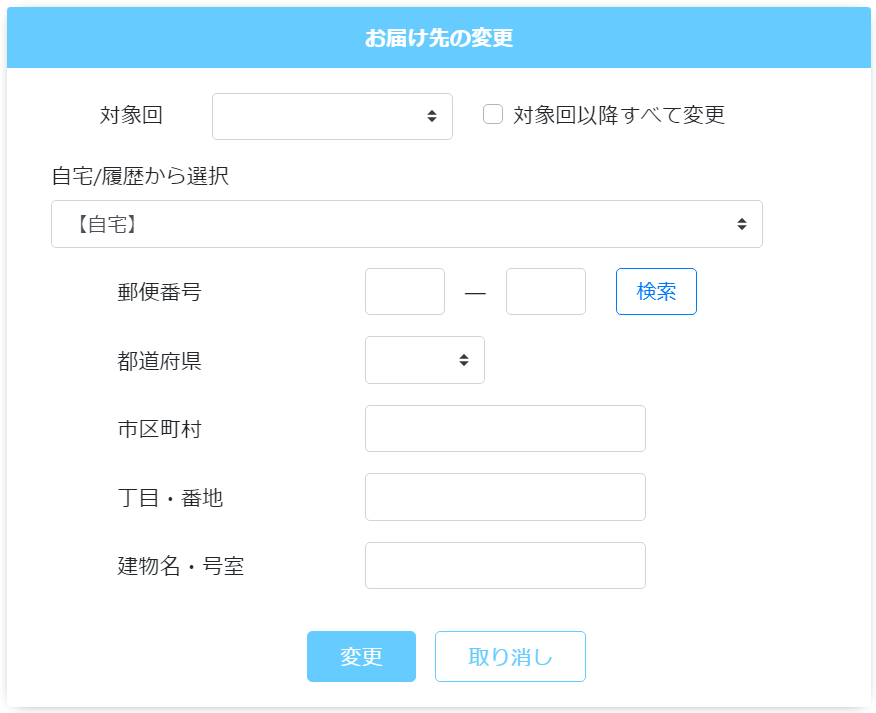 お届け先の変更
対象回 対象回以降すべて変更
自宅/履歴から選択
【自宅】
郵便番号 — 検索
都道府県
市区町村
丁目・番地
建物名・号室
変更 取り消し